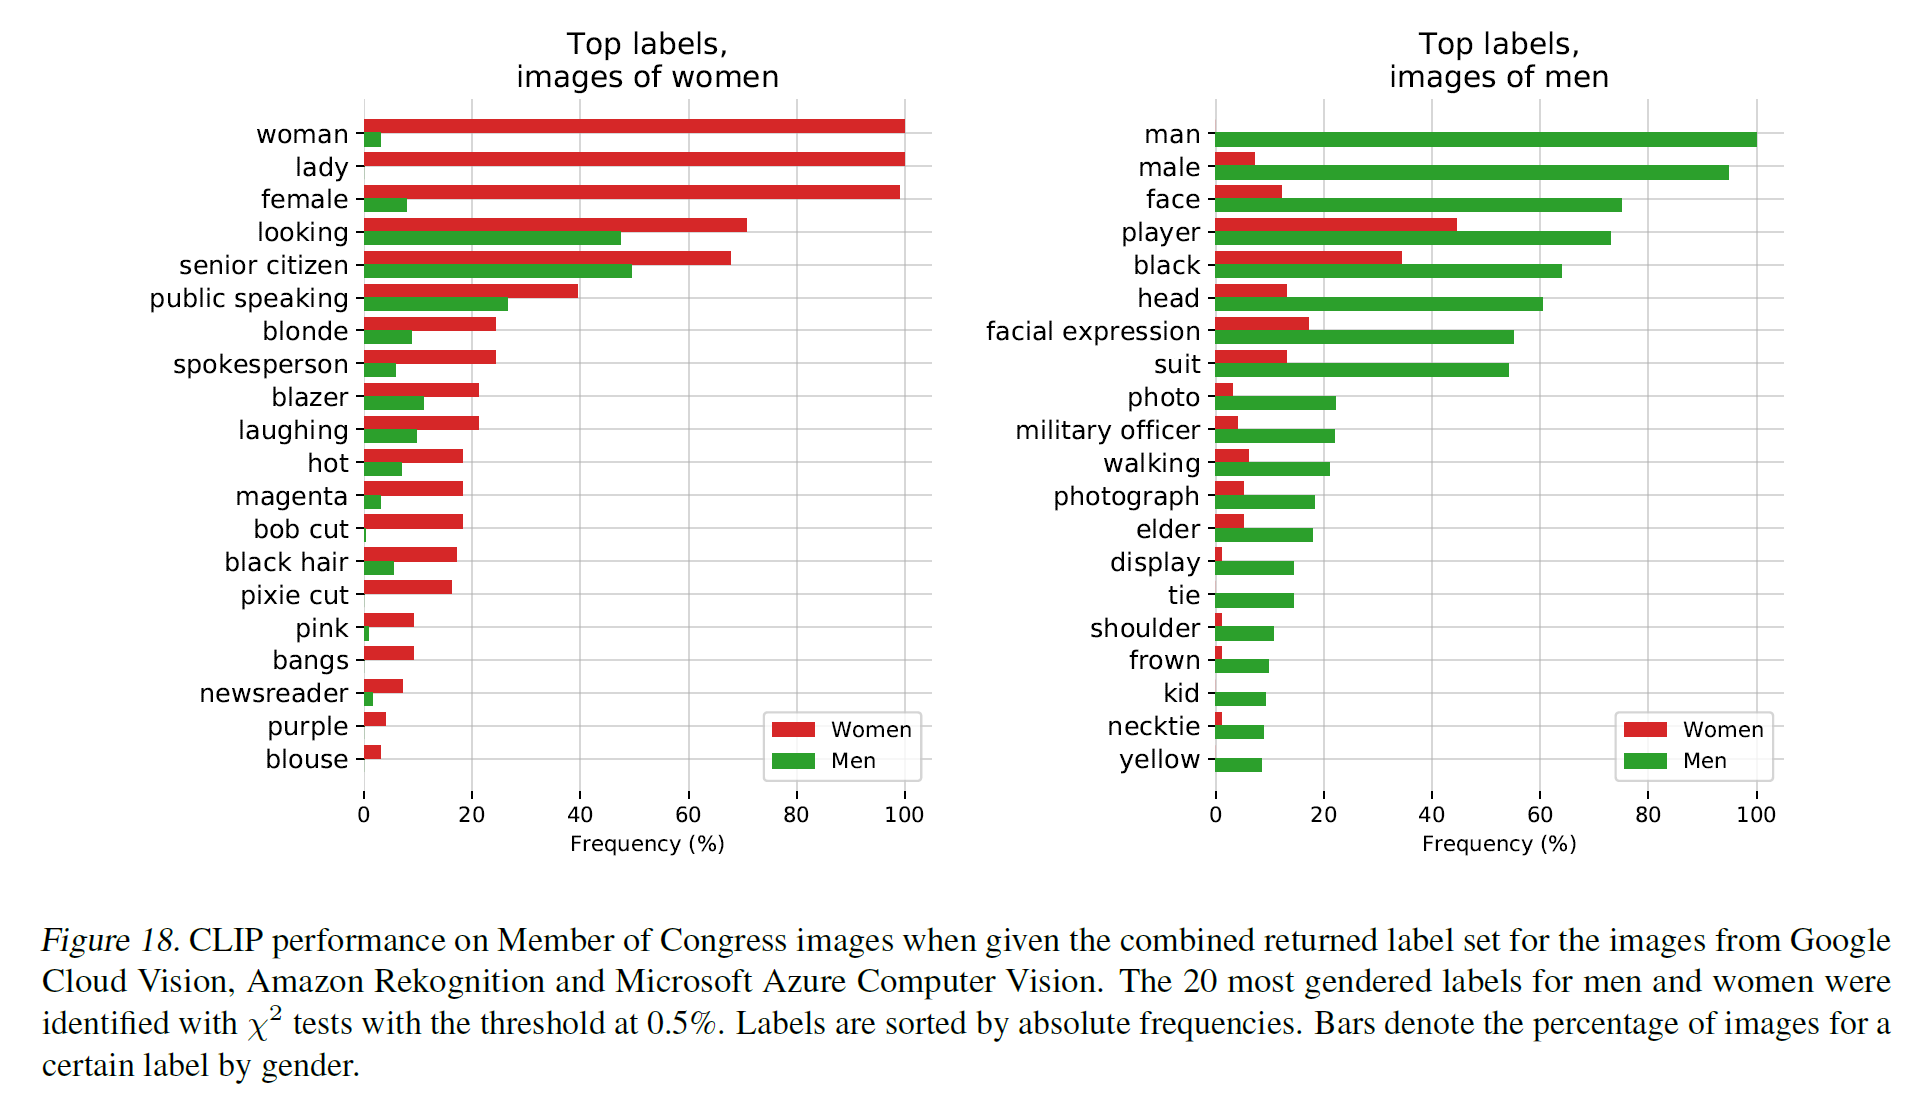 Top labels,
images of women
woman
lady
female
looking
senior citizen
public speaking
blonde
spokesperson
blazer
laughing
hot
magenta
bob cut
black hair
pixie cut
pink
bangs
newsreader
purple
blouse
Women
Men
0 20 40 60 80 100
Frequency (%)
Top labels,
images of men
man
male
face
player
black
head
facial expression
suit
photo
military officer
walking
photograph
elder
display
tie
shoulder
frown
kid
necktie
yellow
Women
Men
0 20 40 60 80 100
Frequency (%)
Figure 18. CLIP performance on Member of Congress images when given the combined returned label set for the images from Google
Cloud Vision, Amazon Rekognition and Microsoft Azure Computer Vision. The 20 most gendered labels for men and women were
identified with χ² tests with the threshold at 0.5%. Labels are sorted by absolute frequencies. Bars denote the percentage of images for a
certain label by gender.